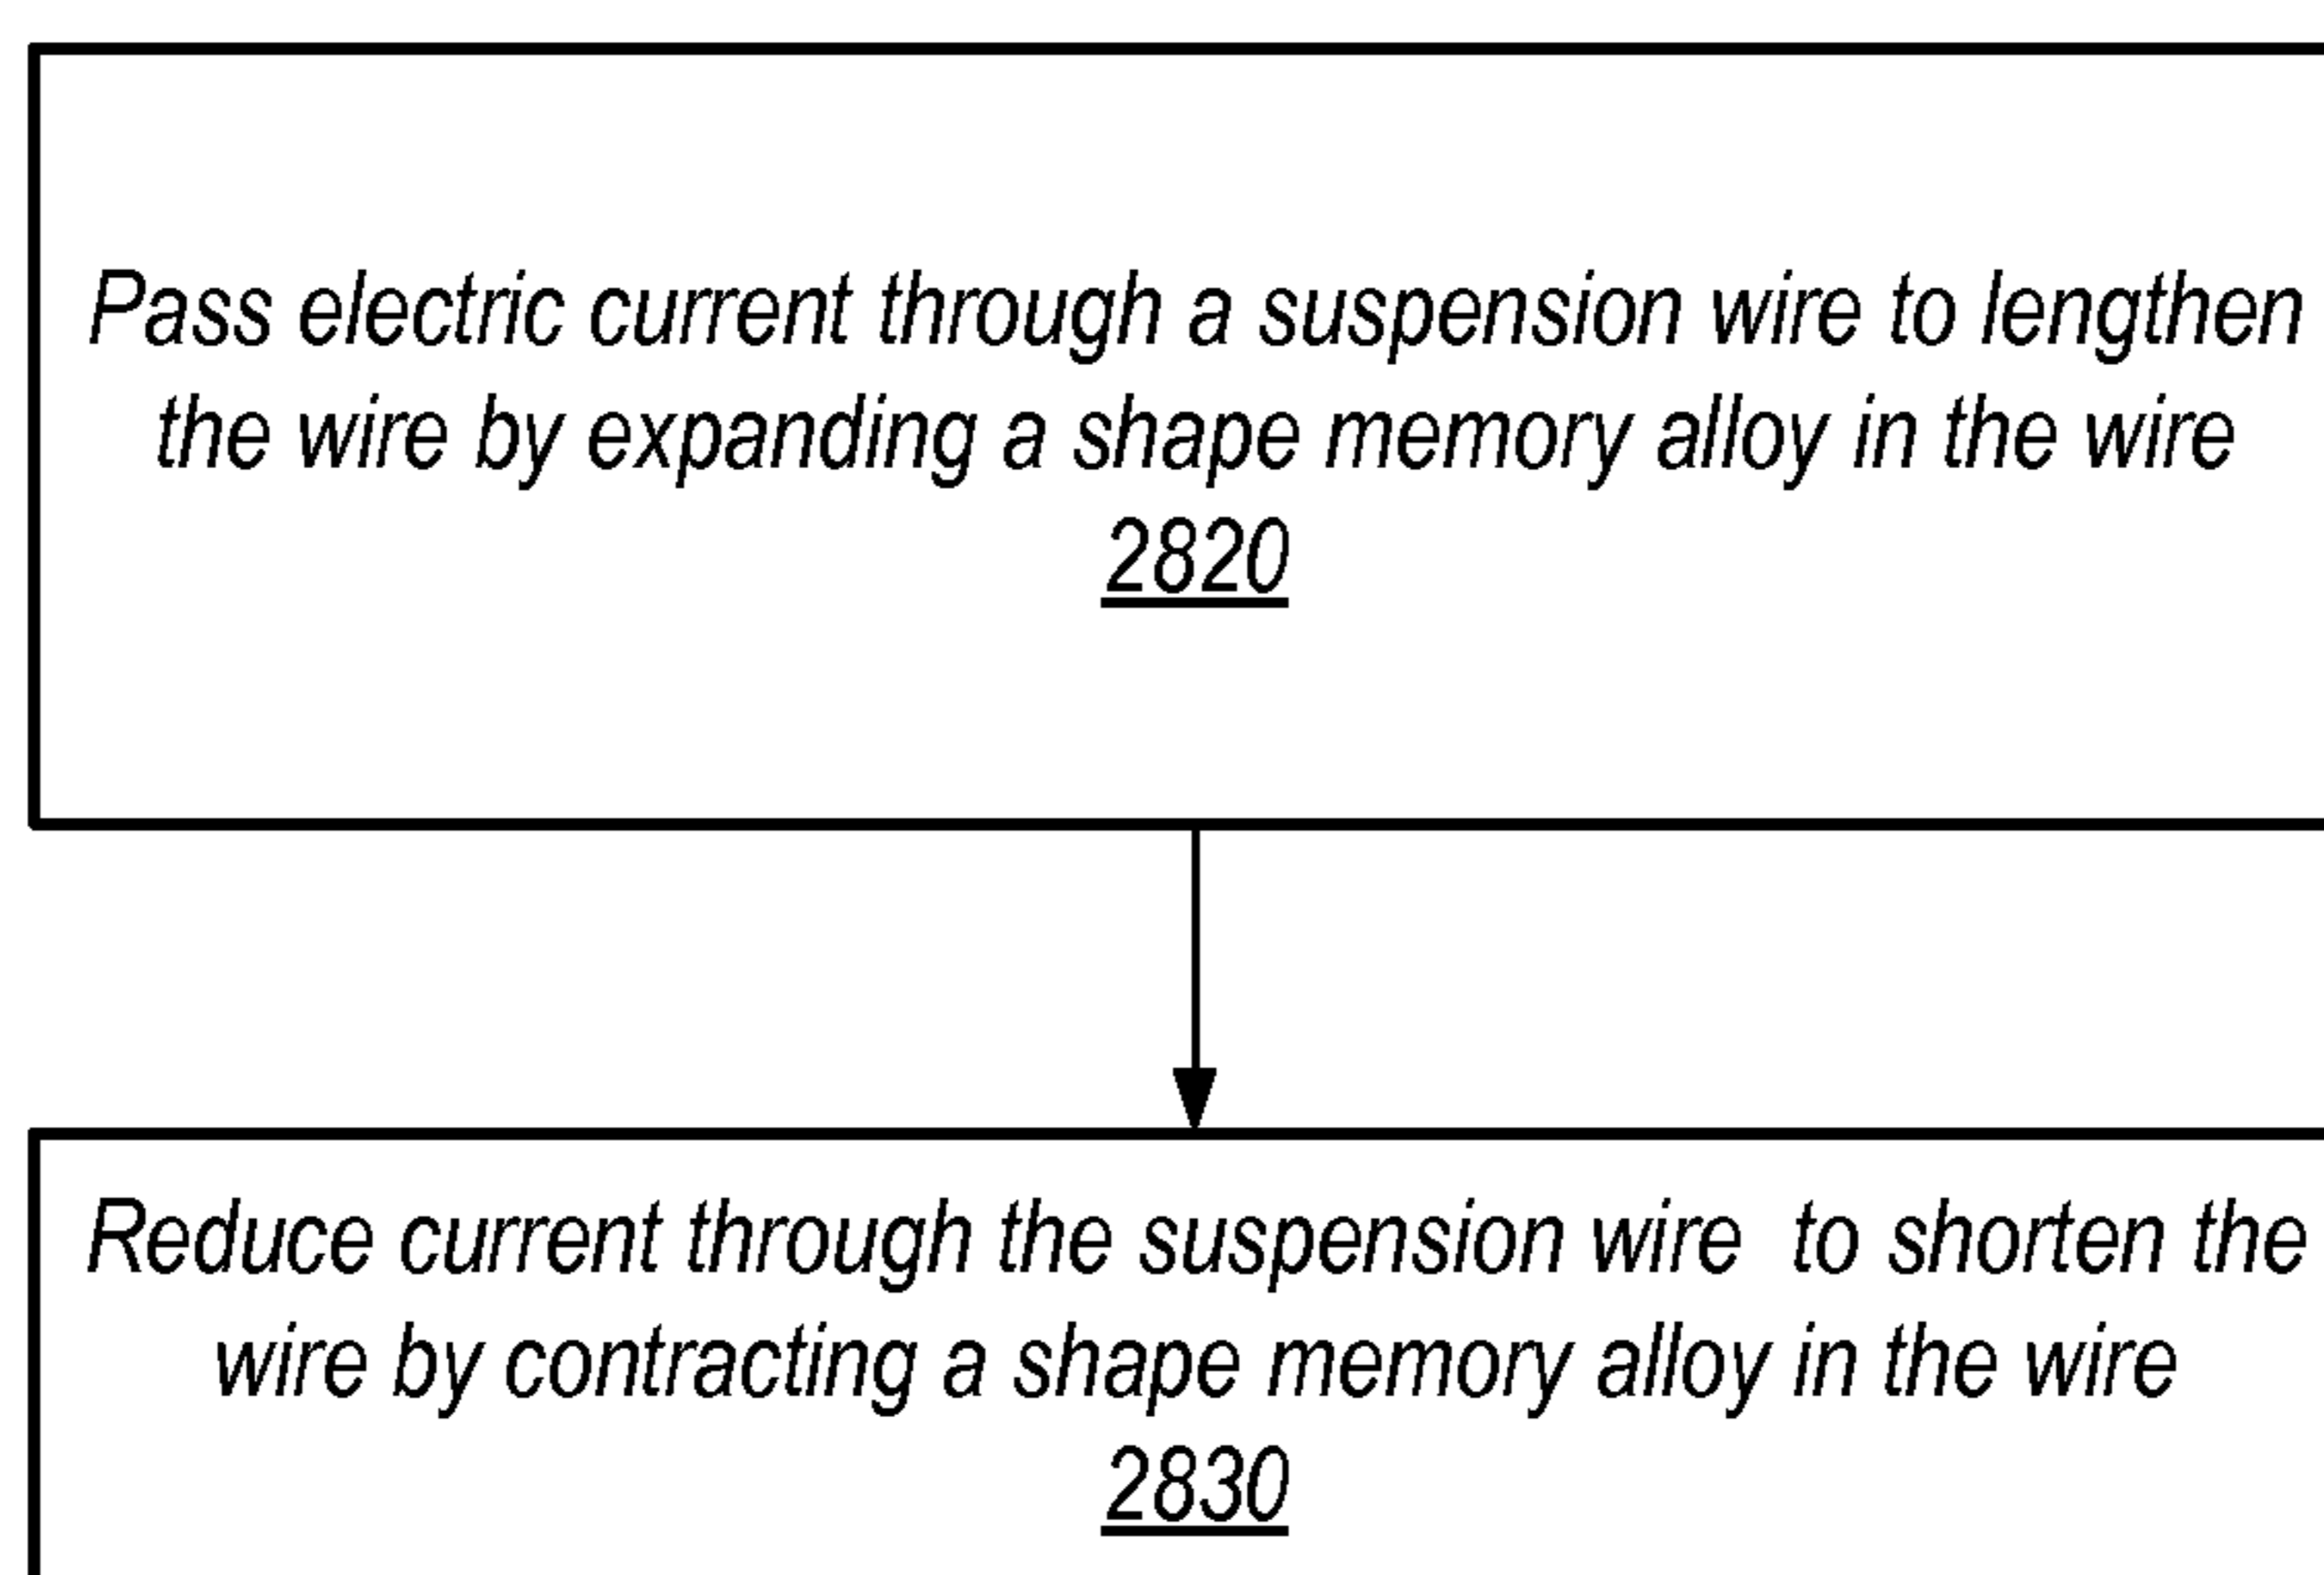 Pass electric current through a suspension wire to lengthen
the wire by expanding a shape memory alloy in the wire
2820
Reduce current through the suspension wire  to shorten the
wire by contracting a shape memory alloy in the wire
2830